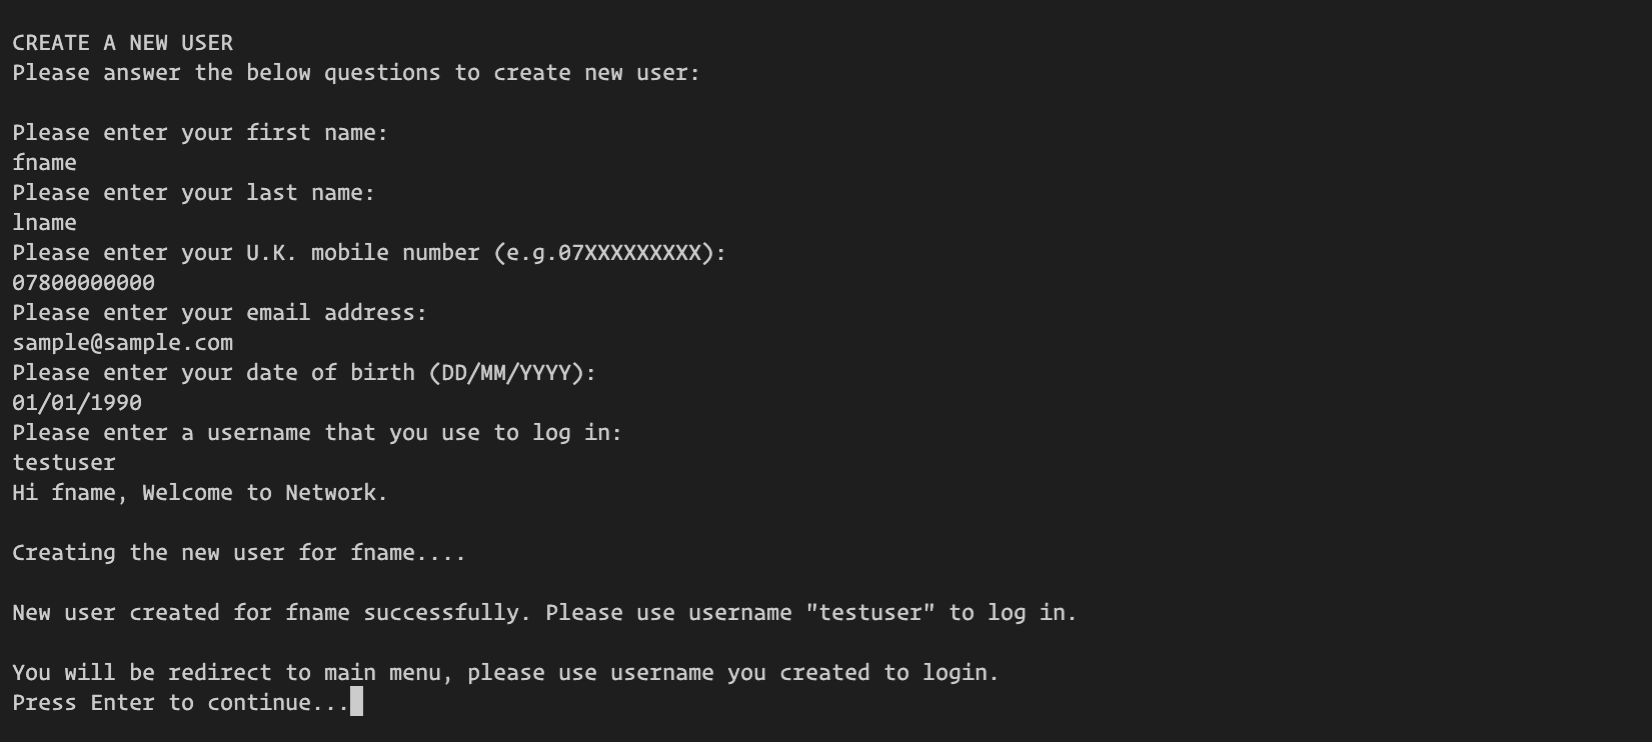 CREATE A NEW USER
Please answer the below questions to create new user:
Please enter your first name:
fname
Please enter your last name:
lname
Please enter your U.K. mobile number (e.g.07XXXXXXXXX):
07800000000
Please enter your email address:
sample@sample.com
Please enter your date of birth (DD/MM/YYYY):
01/01/1990
Please enter a username that you use to log in:
testuser
Hi fname, Welcome to Network.
Creating the new user for fname....
New user created for fname successfully. Please use username "testuser" to log in.
You will be redirect to main menu, please use username you created to login.
Press Enter to continue...